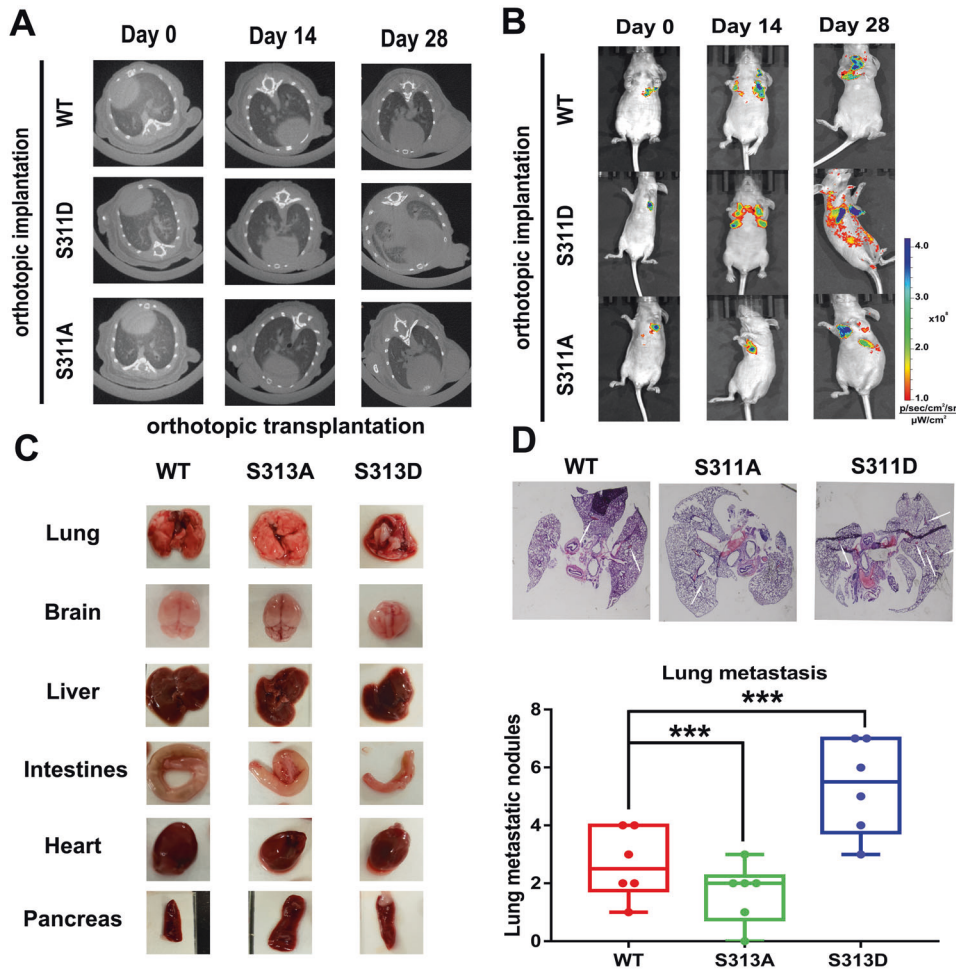 A
Day 0 Day 14 Day 28
orthotopic implantation
WT
S311D
S311A
orthotopic transplantation
B
Day 0 Day 14 Day 28
orthotopic implantation
WT
S311D
S311A
4.0
3.0
x10⁸
2.0
1.0
p/sec/cm²/sr
µW/cm²
C
WT S313A S313D
Lung
Brain
Liver
Intestines
Heart
Pancreas
D
WT S311A S311D
Lung metastasis
***
***
Lung metastatic nodules
8
6
4
2
0
WT S313A S313D